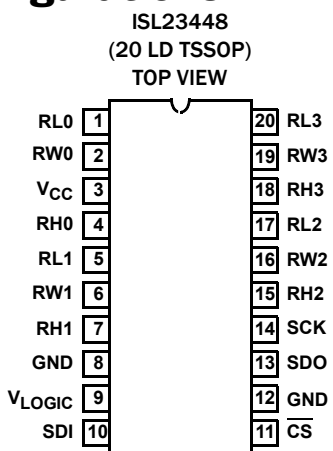 ISL23448
(20 LD TSSOP)
TOP VIEW
RL0 1 20 RL3
RW0 2 19 RW3
VCC 3 18 RH3
RH0 4 17 RL2
RL1 5 16 RW2
RW1 6 15 RH2
RH1 7 14 SCK
GND 8 13 SDO
VLOGIC 9 12 GND
SDI 10 11 CS